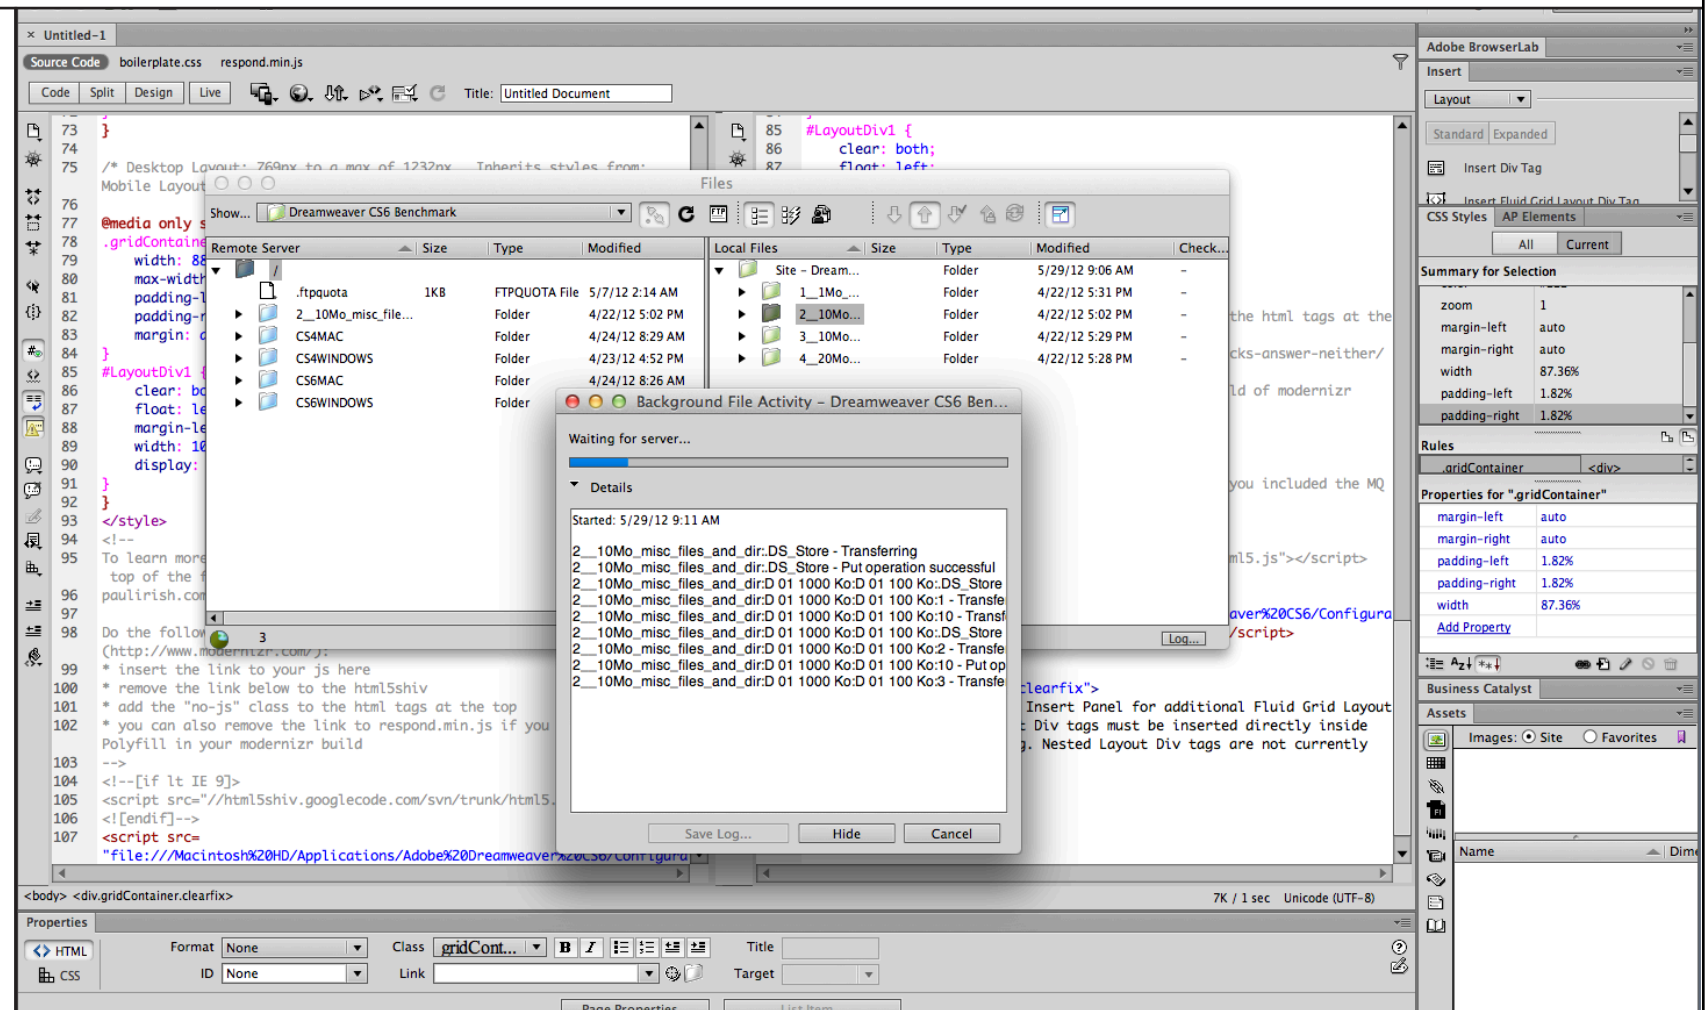 × Untitled-1
Source Code boilerplate.css respond.min.js
Code Split Design Live Title: Untitled Document
73 }
74
75 /* Desktop Layout: 769px to a max of 1232px. Inherits styles from:
Mobile Layout
76
77 @media only s
78 .gridContaine
79 width: 88
80 max-width
81 padding-l
82 padding-r
83 margin: a
84 }
85 #LayoutDiv1 {
86 clear: bo
87 float: le
88 margin-le
89 width: 10
90 display:
91 }
92 }
93 </style>
94 <!--
95 To learn more
top of the f
96 paulirish.com
97
98 Do the follow
(http://www.modernizr.com/):
99 * insert the link to your js here
100 * remove the link below to the html5shiv
101 * add the "no-js" class to the html tags at the top
102 * you can also remove the link to respond.min.js if you
Polyfill in your modernizr build
103 -->
104 <!--[if lt IE 9]>
105 <script src="//html5shiv.googlecode.com/svn/trunk/html5.
106 <![endif]-->
107 <script src=
"file:///Macintosh%20HD/Applications/Adobe%20Dreamweaver%20CS6/Configura
85 #LayoutDiv1 {
86 clear: both;
87 float: left;
the html tags at the
cks-answer-neither/
ld of modernizr
you included the MQ
ml5.js"></script>
aver%20CS6/Configura
/script>
clearfix">
Insert Panel for additional Fluid Grid Layout
t Div tags must be inserted directly inside
g. Nested Layout Div tags are not currently
Files
Show... Dreamweaver CS6 Benchmark FTP
Remote Server Size Type Modified
/
.ftpquota 1KB FTPQUOTA File 5/7/12 2:14 AM
2__10Mo_misc_file... Folder 4/22/12 5:02 PM
CS4MAC Folder 4/24/12 8:29 AM
CS4WINDOWS Folder 4/23/12 4:52 PM
CS6MAC Folder 4/24/12 8:26 AM
CS6WINDOWS Folder
3
Local Files Size Type Modified Check...
Site - Dream... Folder 5/29/12 9:06 AM -
1__1Mo_... Folder 4/22/12 5:31 PM -
2__10Mo... Folder 4/22/12 5:02 PM -
3__10Mo... Folder 4/22/12 5:29 PM -
4__20Mo... Folder 4/22/12 5:28 PM -
Log...
Background File Activity - Dreamweaver CS6 Ben...
Waiting for server...
Details
Started: 5/29/12 9:11 AM
2__10Mo_misc_files_and_dir:.DS_Store - Transferring
2__10Mo_misc_files_and_dir:.DS_Store - Put operation successful
2__10Mo_misc_files_and_dir:D 01 1000 Ko:D 01 100 Ko:.DS_Store
2__10Mo_misc_files_and_dir:D 01 1000 Ko:D 01 100 Ko:1 - Transfe
2__10Mo_misc_files_and_dir:D 01 1000 Ko:D 01 100 Ko:10 - Transf
2__10Mo_misc_files_and_dir:D 01 1000 Ko:D 01 100 Ko:.DS_Store
2__10Mo_misc_files_and_dir:D 01 1000 Ko:D 01 100 Ko:2 - Transfe
2__10Mo_misc_files_and_dir:D 01 1000 Ko:D 01 100 Ko:10 - Put op
2__10Mo_misc_files_and_dir:D 01 1000 Ko:D 01 100 Ko:3 - Transfe
Save Log... Hide Cancel
<body> <div.gridContainer.clearfix> 7K / 1 sec Unicode (UTF-8)
Properties
HTML Format None Class gridCont... B I Title
CSS ID None Link Target
Page Properties... List Item...
Adobe BrowserLab
Insert
Layout
Standard Expanded
Insert Div Tag
Insert Fluid Grid Layout Div Tag
CSS Styles AP Elements
All Current
Summary for Selection
color #222
zoom 1
margin-left auto
margin-right auto
width 87.36%
padding-left 1.82%
padding-right 1.82%
Rules
.gridContainer <div>
Properties for ".gridContainer"
margin-left auto
margin-right auto
padding-left 1.82%
padding-right 1.82%
width 87.36%
Add Property
Business Catalyst
Assets
Images: Site Favorites
Name Dime